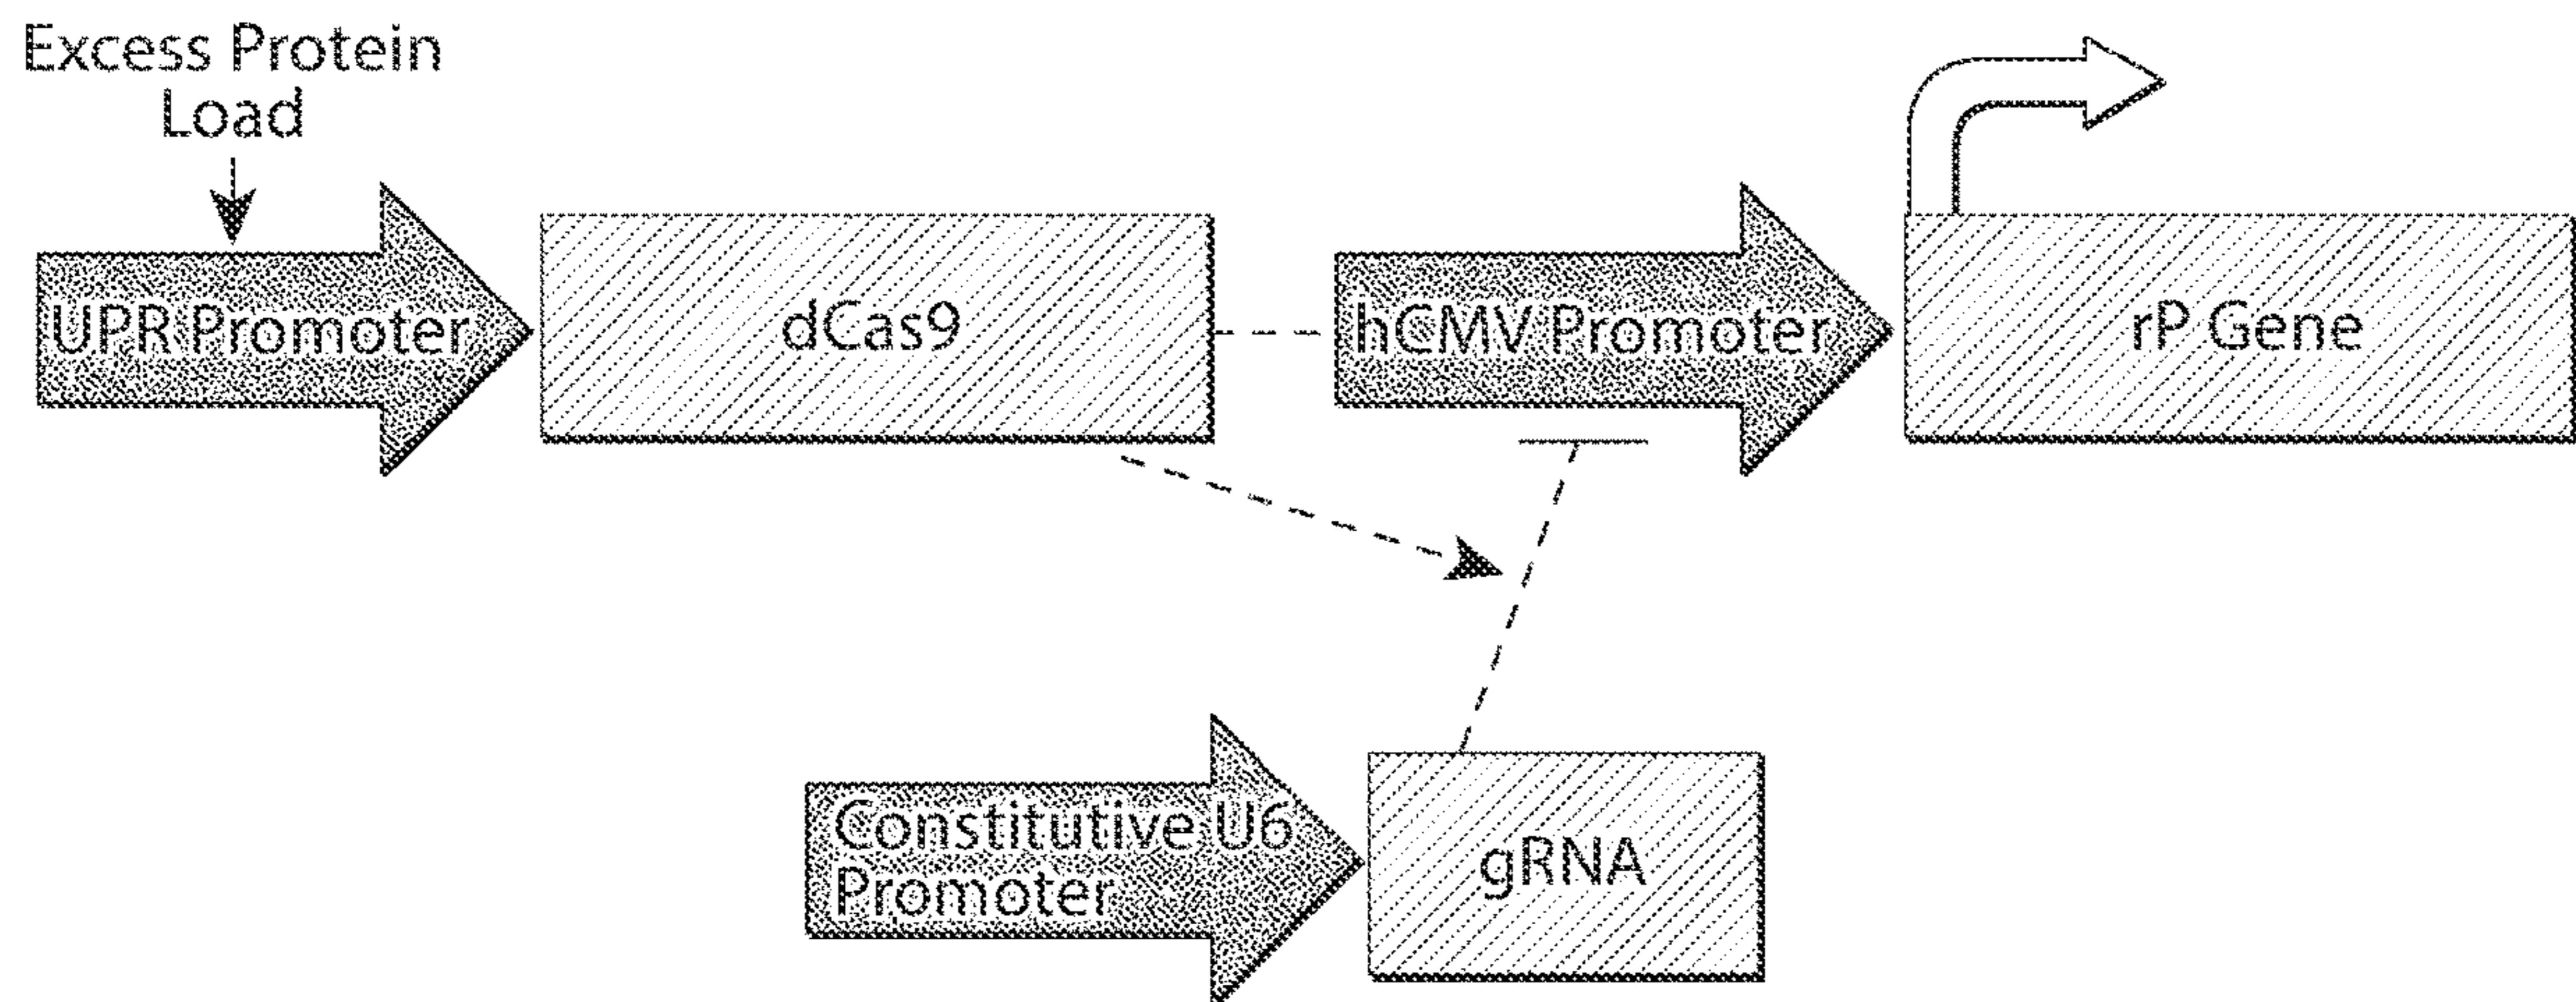 Excess Protein
Load
UPR Promoter
dCas9
hCMV Promoter
rP Gene
Constitutive U6
Promoter
gRNA